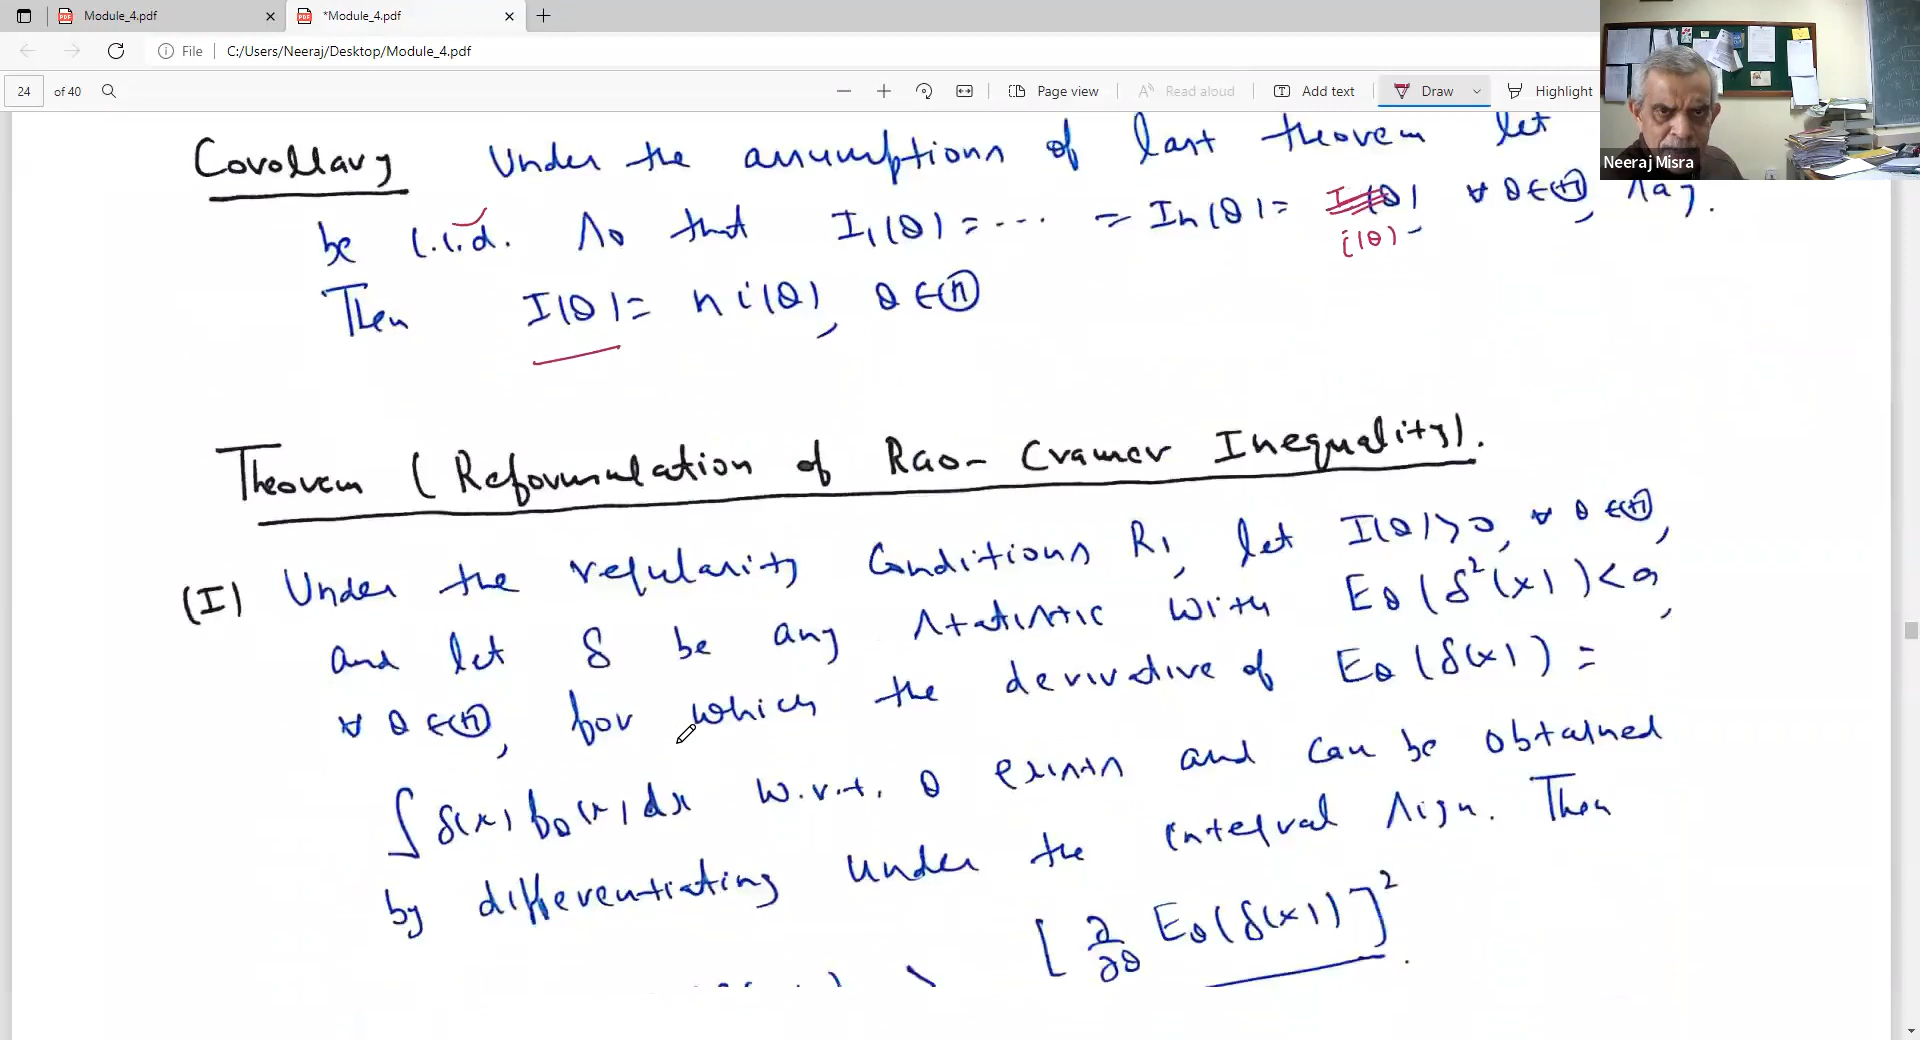 Module_4.pdf
*Module_4.pdf
File C:/Users/Neeraj/Desktop/Module_4.pdf
24 of 40 Page view Read aloud Add text Draw Highlight
Neeraj Misra
Corollary Under the assumptions of last theorem let
be i.i.d. so that I₁(θ) = ... = Iₙ(θ) = I(θ) ∀ θ ∈ Ⓗ, say.
i(θ)
Then I(θ) = n i(θ), θ ∈ Ⓗ
Theorem (Reformulation of Rao-Cramer Inequality).
(I) Under the regularity Conditions R₁, let I(θ) > 0, ∀ θ ∈ Ⓗ,
and let δ be any statistic with E_θ(δ²(X)) < ∞,
∀ θ ∈ Ⓗ, for which the derivative of E_θ(δ(X)) =
∫ δ(x) f_θ(x) dx w.r.t. θ exists and can be obtained
by differentiating under the integral sign. Then
[∂/∂θ E_θ(δ(X))]²